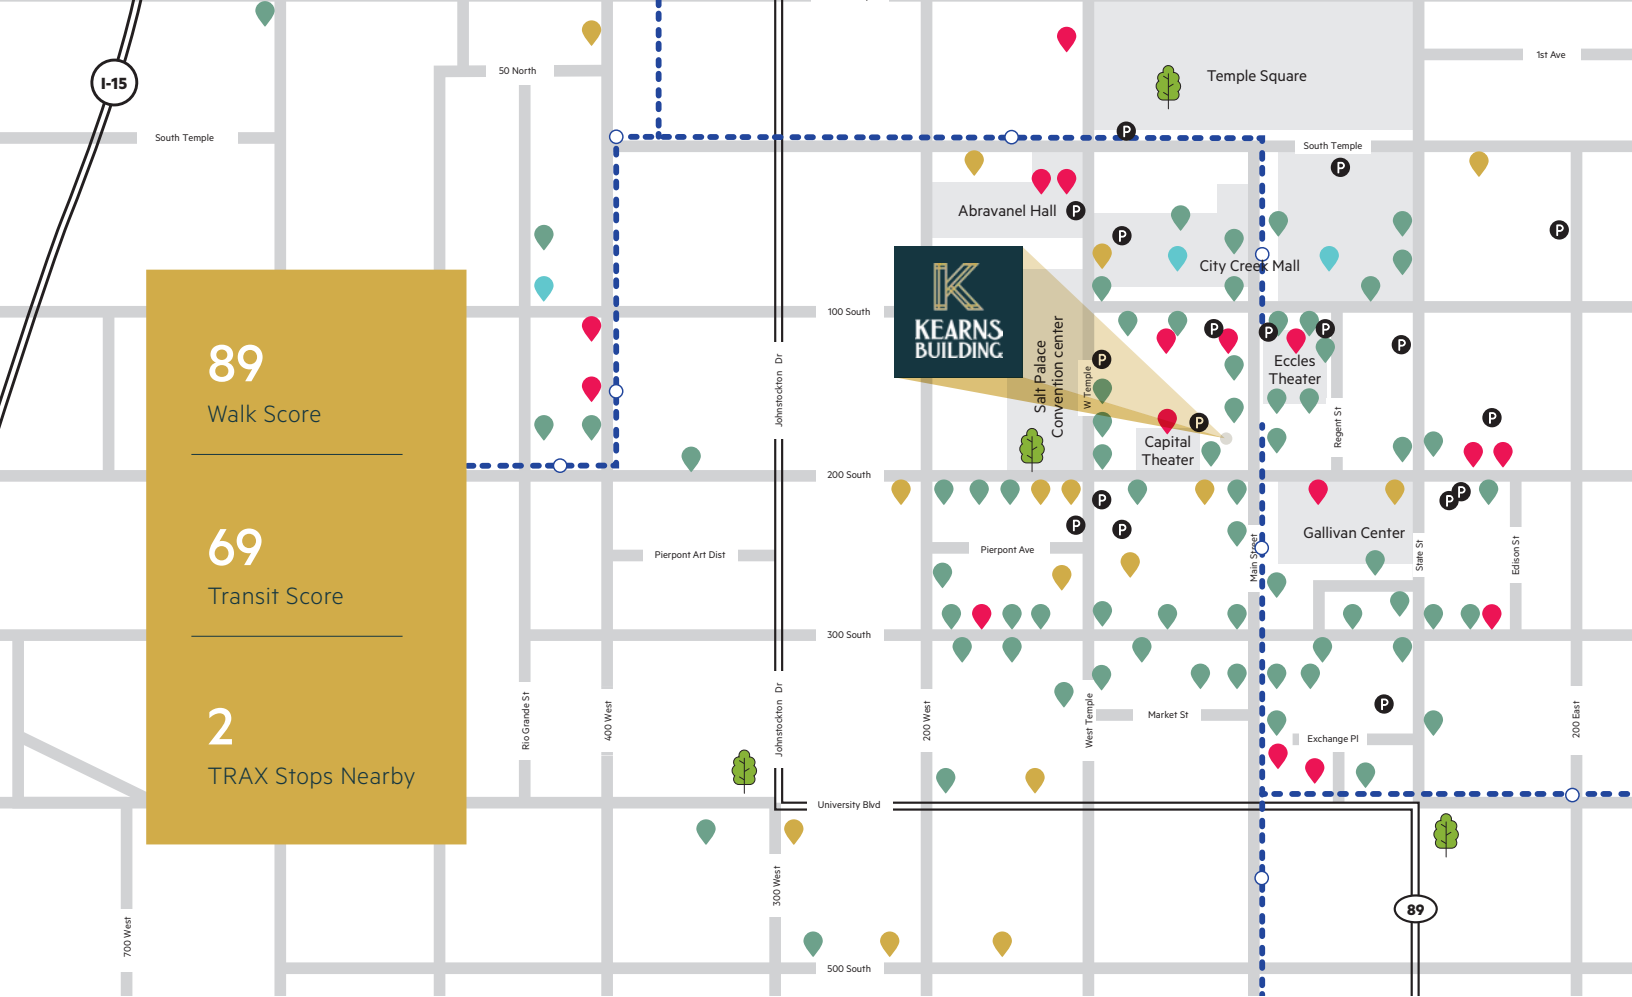 I-15
50 North
1st Ave
Temple Square
South Temple
South Temple
P
P
Abravanel Hall
P
P
P
City Creek Mall
K
KEARNS
BUILDING
100 South
P
P
P
P
P
Salt Palace
Convention center
W Temple
Eccles
Theater
Johnstockton Dr
Regent St
P
P
Capital
Theater
200 South
P
P
P
P
P
Gallivan Center
Pierpont Art Dist
Pierpont Ave
Main Street
State St
Edison St
300 South
89
Walk Score
69
Transit Score
2
TRAX Stops Nearby
Rio Grande St
400 West
Johnstockton Dr
200 West
West Temple
Market St
P
Exchange Pl
200 East
University Blvd
300 West
700 West
89
500 South